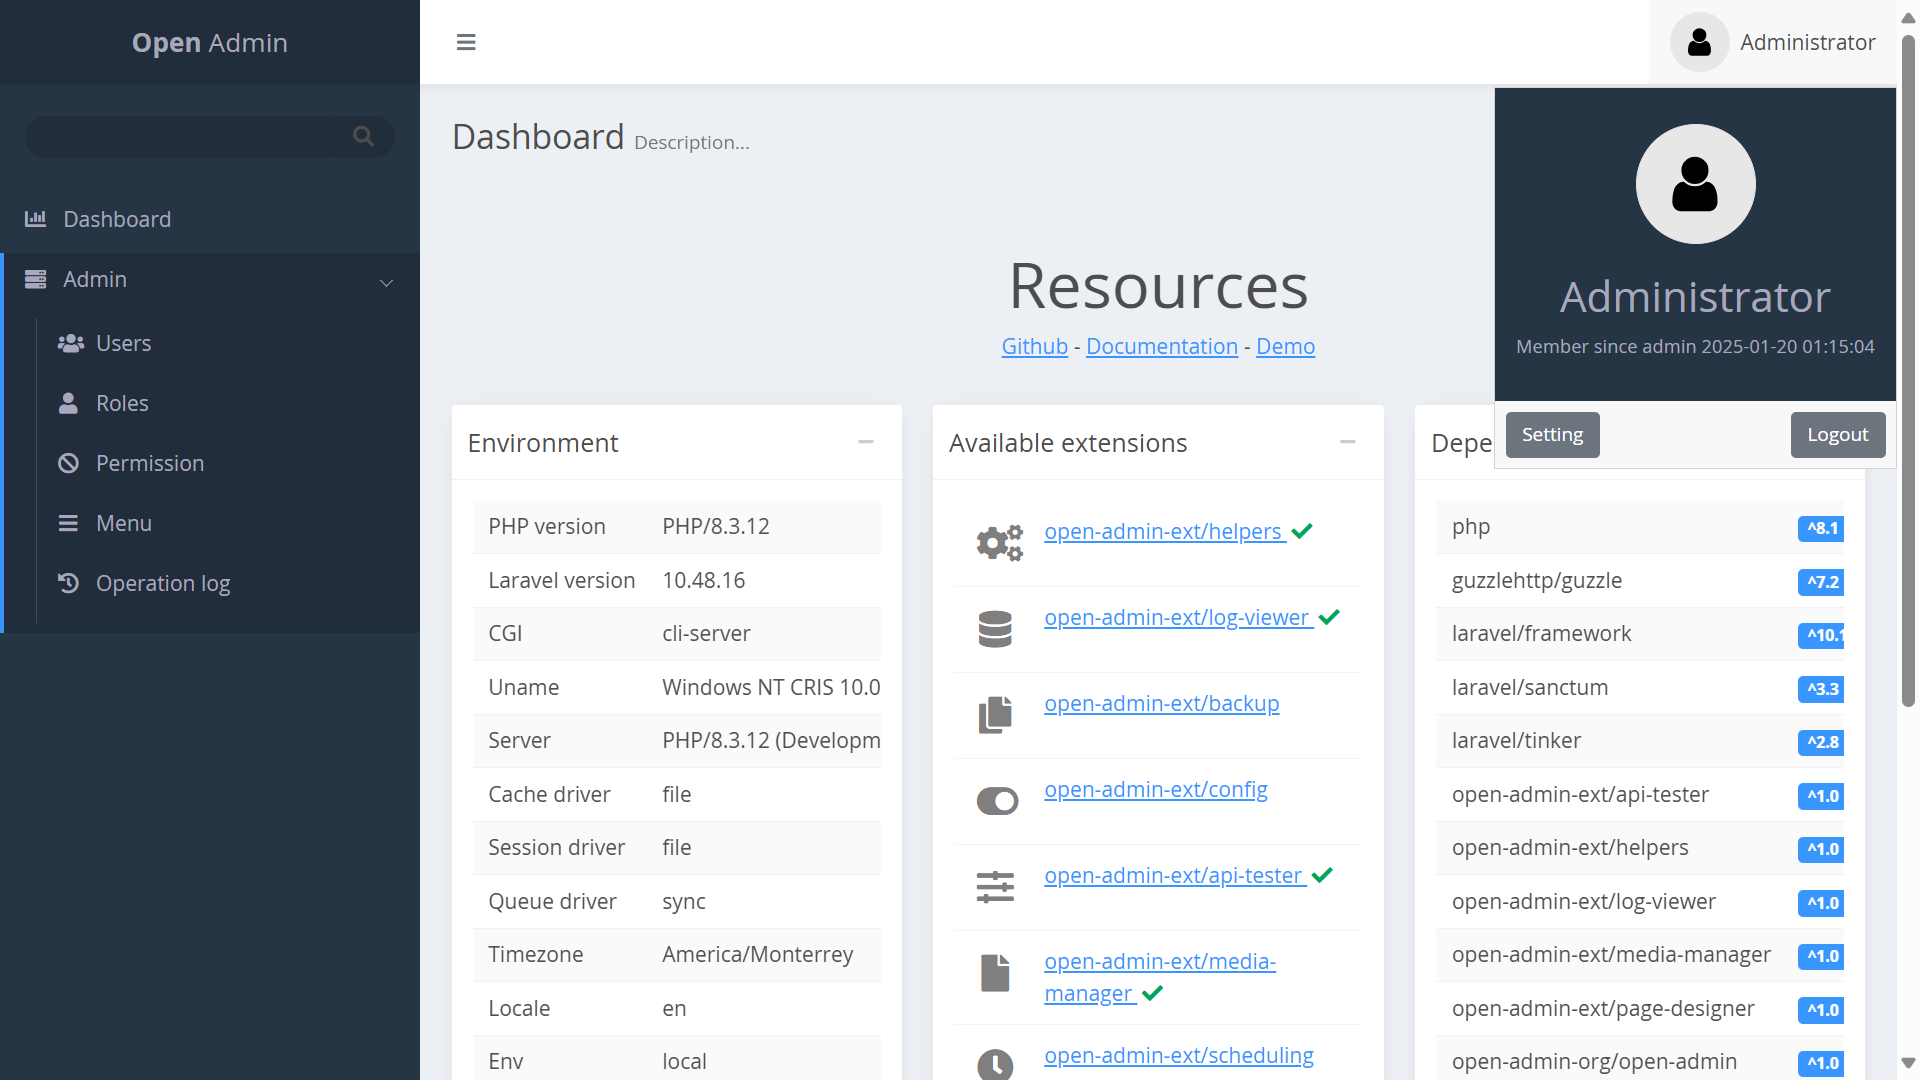 Open Admin
Administrator
Dashboard
Admin
Users
Roles
Permission
Menu
Operation log
Dashboard Description...
Administrator
Member since admin 2025-01-20 01:15:04
Setting
Logout
Resources
Github - Documentation - Demo
Environment
PHP version PHP/8.3.12
Laravel version 10.48.16
CGI cli-server
Uname Windows NT CRIS 10.0
Server PHP/8.3.12 (Developm
Cache driver file
Session driver file
Queue driver sync
Timezone America/Monterrey
Locale en
Env local
Available extensions
open-admin-ext/helpers
open-admin-ext/log-viewer
open-admin-ext/backup
open-admin-ext/config
open-admin-ext/api-tester
open-admin-ext/media-
manager
open-admin-ext/scheduling
Depe
php ^8.1
guzzlehttp/guzzle ^7.2
laravel/framework ^10.1
laravel/sanctum ^3.3
laravel/tinker ^2.8
open-admin-ext/api-tester ^1.0
open-admin-ext/helpers ^1.0
open-admin-ext/log-viewer ^1.0
open-admin-ext/media-manager ^1.0
open-admin-ext/page-designer ^1.0
open-admin-org/open-admin ^1.0